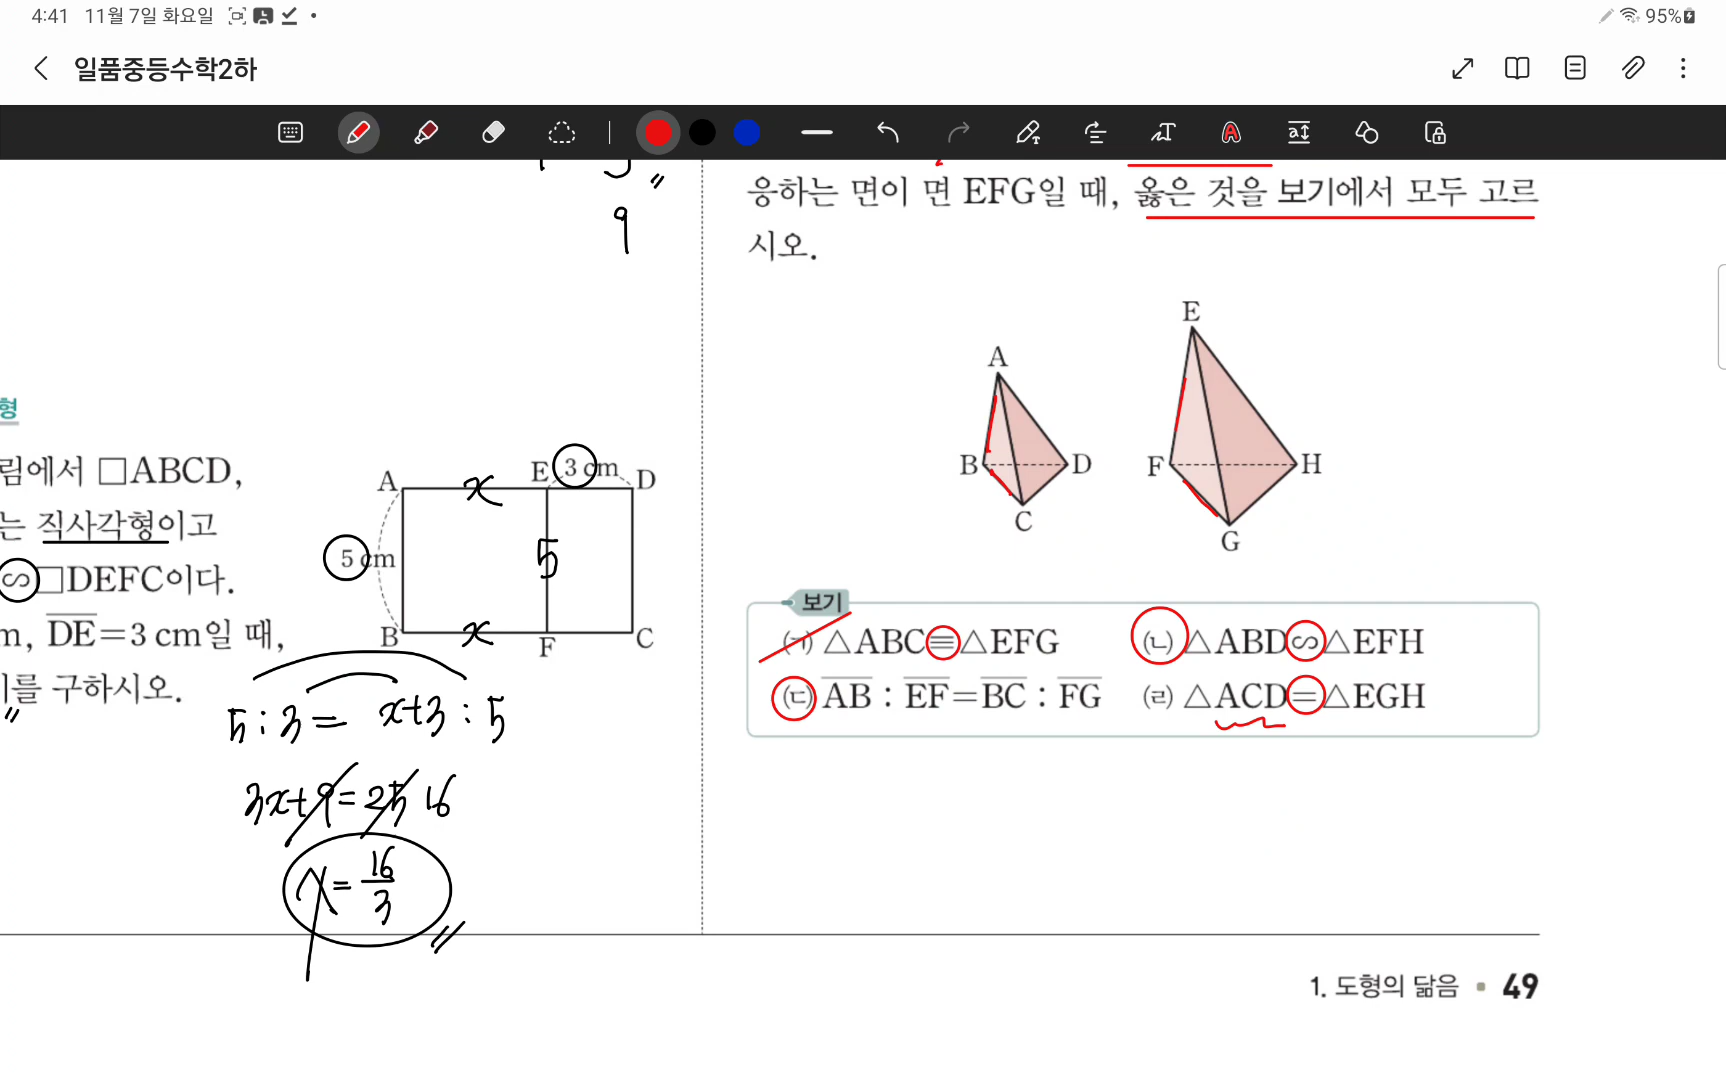 4:41 11월 7일 화요일
95%
일품중등수학2하
9
형
림에서 □ABCD,
는 직사각형이고
∽□DEFC이다.
m, DE=3 cm일 때,
를 구하시오.
A x E 3 cm D
5 cm 5
B x F C
5 : 3 = x+3 : 5
3x+9=25 16
x = 16/3
응하는 면이 면 EFG일 때, 옳은 것을 보기에서 모두 고르
시오.
E
A
B D F H
C
G
보기
(ㄱ) △ABC≡△EFG (ㄴ) △ABD∽△EFH
(ㄷ) AB : EF=BC : FG (ㄹ) △ACD=△EGH
1. 도형의 닮음 ▪ 49